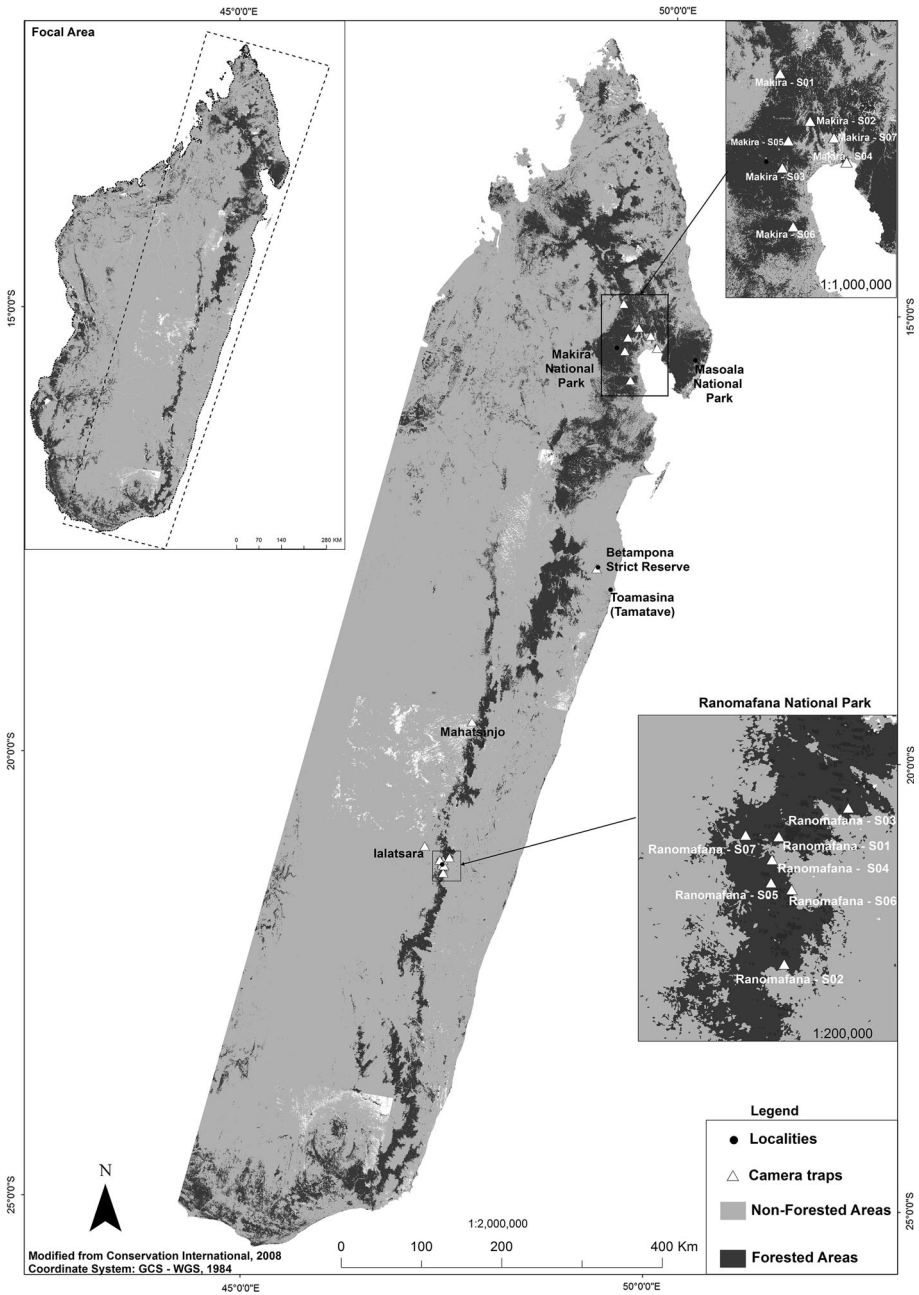 45°0'0"E
50°0'0"E
Focal Area
0 70 140 280 KM
Makira - S01
Makira - S02
Makira - S07
Makira - S05
Makira - S04
Makira - S03
Makira - S06
1:1,000,000
15°0'0"S
15°0'0"S
Makira
National
Park
Masoala
National
Park
Betampona
Strict Reserve
Toamasina
(Tamatave)
Mahatsinjo
Ialatsara
20°0'0"S
20°0'0"S
Ranomafana National Park
Ranomafana - S03
Ranomafana - S01
Ranomafana - S07
Ranomafana - S04
Ranomafana - S05
Ranomafana - S06
Ranomafana - S02
1:200,000
Legend
Localities
Camera traps
Non-Forested Areas
Forested Areas
25°0'0"S
25°0'0"S
N
1:2,000,000
0 100 200 400 Km
Modified from Conservation International, 2008
Coordinate System: GCS - WGS, 1984
45°0'0"E
50°0'0"E